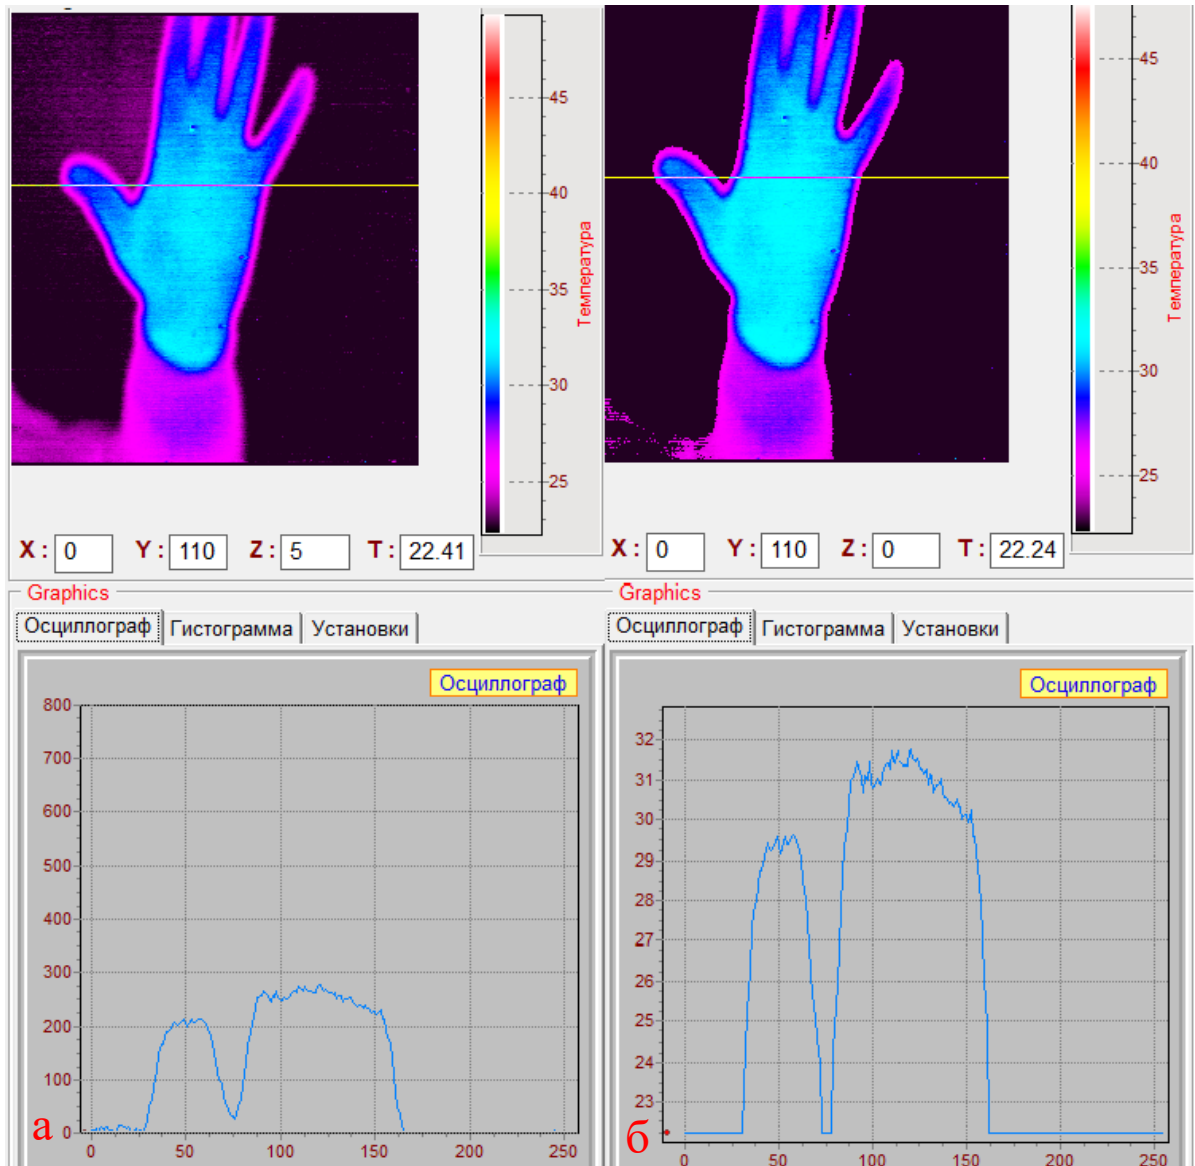 45
40
35
30
25
Температура
X : 0 Y : 110 Z : 5 T : 22.41
Graphics
Осциллограф Гистограмма Установки
Осциллограф
800
700
600
500
400
300
200
100
0
0 50 100 150 200 250
а
45
40
35
30
25
Температура
X : 0 Y : 110 Z : 0 T : 22.24
Graphics
Осциллограф Гистограмма Установки
Осциллограф
32
31
30
29
28
27
26
25
24
23
0 50 100 150 200 250
б